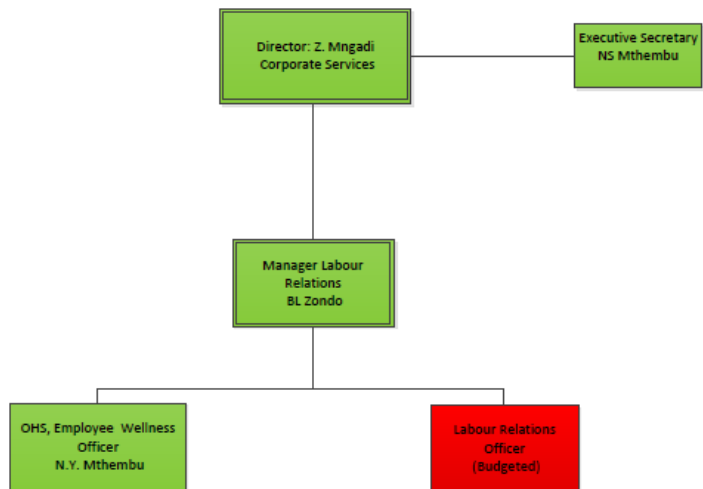 Director: Z. Mngadi
Corporate Services
Executive Secretary
NS Mthembu
Manager Labour
Relations
BL Zondo
OHS, Employee Wellness
Officer
N.Y. Mthembu
Labour Relations
Officer
(Budgeted)